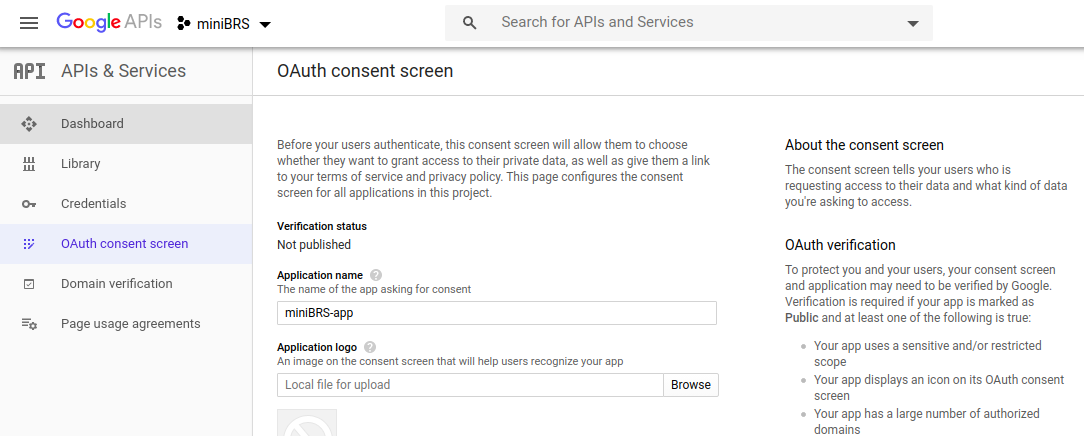 Google APIs
miniBRS
Search for APIs and Services
API APIs & Services
OAuth consent screen
Dashboard
Library
Credentials
OAuth consent screen
Domain verification
Page usage agreements
Before your users authenticate, this consent screen will allow them to choose
whether they want to grant access to their private data, as well as give them a link
to your terms of service and privacy policy. This page configures the consent
screen for all applications in this project.
Verification status
Not published
Application name ?
The name of the app asking for consent
miniBRS-app
Application logo ?
An image on the consent screen that will help users recognize your app
Local file for upload
Browse
About the consent screen
The consent screen tells your users who is
requesting access to their data and what kind of data
you're asking to access.
OAuth verification
To protect you and your users, your consent screen
and application may need to be verified by Google.
Verification is required if your app is marked as
Public and at least one of the following is true:
Your app uses a sensitive and/or restricted
scope
Your app displays an icon on its OAuth consent
screen
Your app has a large number of authorized
domains